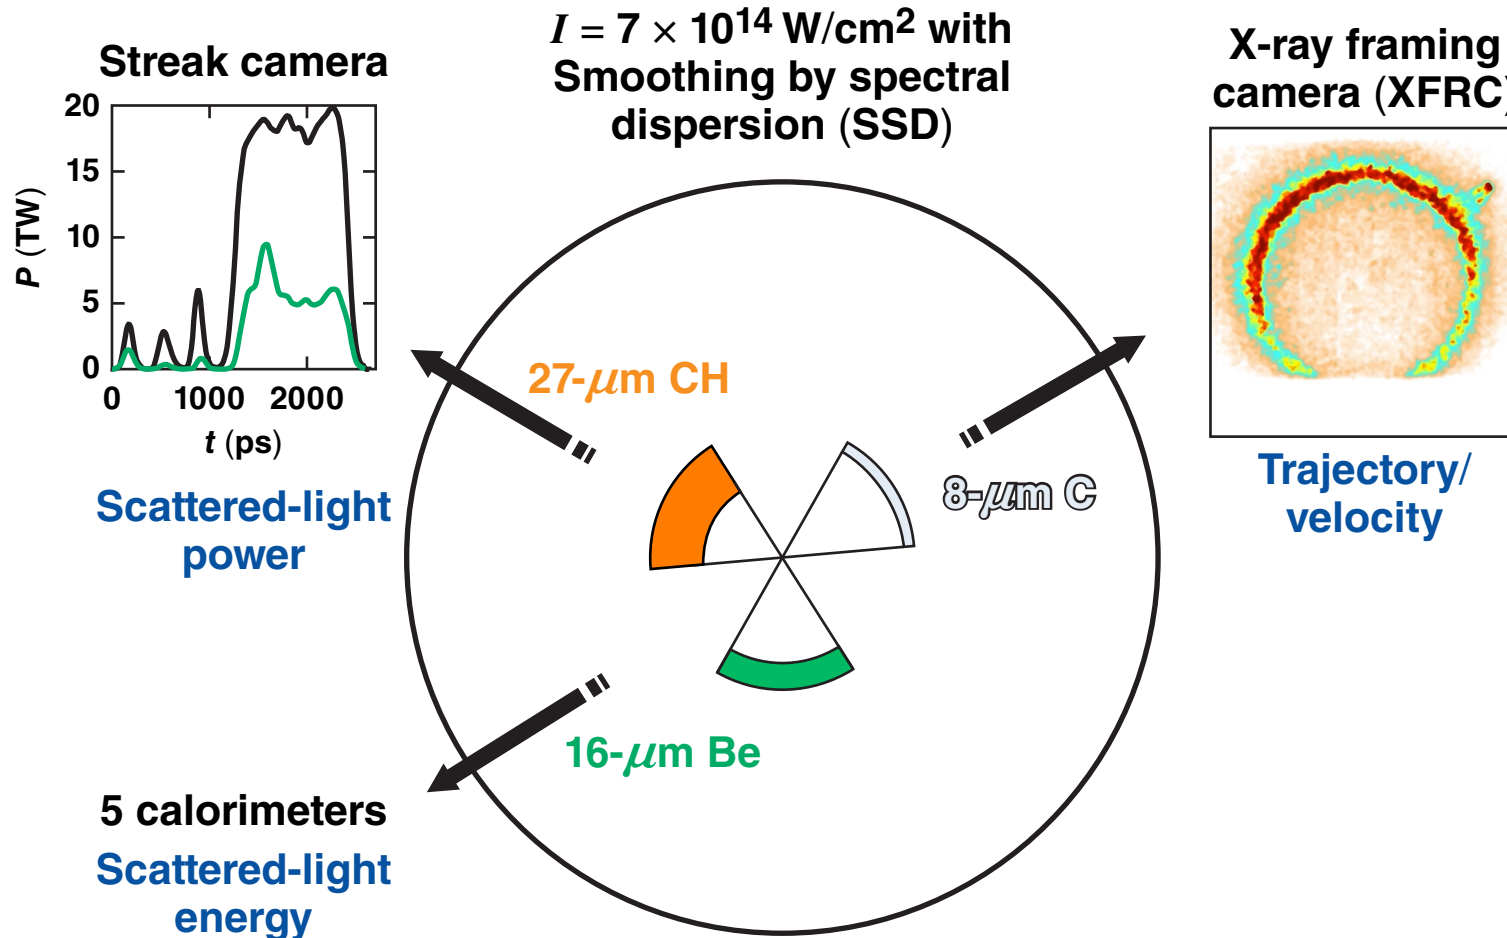 Streak camera
20
15
10
5
0
P (TW)
0 1000 2000
t (ps)
Scattered-light
power
I = 7 × 10¹⁴ W/cm² with
Smoothing by spectral
dispersion (SSD)
X-ray framing
camera (XFRC)
Trajectory/
velocity
27-μm CH
8-μm C
16-μm Be
5 calorimeters
Scattered-light
energy